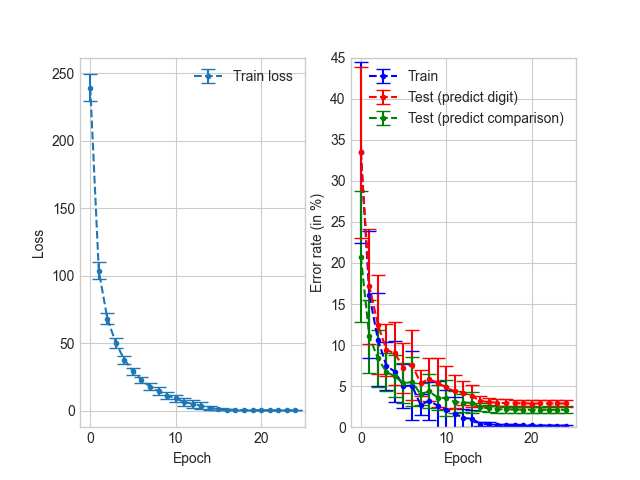 250
200
150
100
50
0
Loss
0
10
20
Epoch
Train loss
45
40
35
30
25
20
15
10
5
0
Error rate (in %)
0
10
20
Epoch
Train
Test (predict digit)
Test (predict comparison)